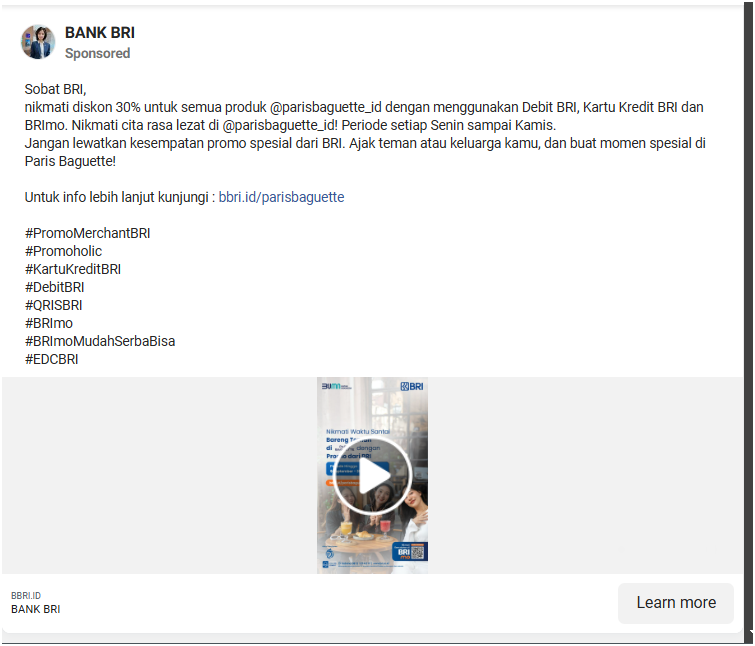 BANK BRI
Sponsored
Sobat BRI,
nikmati diskon 30% untuk semua produk @parisbaguette_id dengan menggunakan Debit BRI, Kartu Kredit BRI dan
BRImo. Nikmati cita rasa lezat di @parisbaguette_id! Periode setiap Senin sampai Kamis.
Jangan lewatkan kesempatan promo spesial dari BRI. Ajak teman atau keluarga kamu, dan buat momen spesial di
Paris Baguette!
Untuk info lebih lanjut kunjungi : bbri.id/parisbaguette
#PromoMerchantBRI
#Promoholic
#KartuKreditBRI
#DebitBRI
#QRISBRI
#BRImo
#BRImoMudahSerbaBisa
#EDCBRI
BUMN
BRI
Nikmati Waktu Santai
Bareng
di dengan
Promo dari BRI
BRI
BBRI.ID
BANK BRI
Learn more